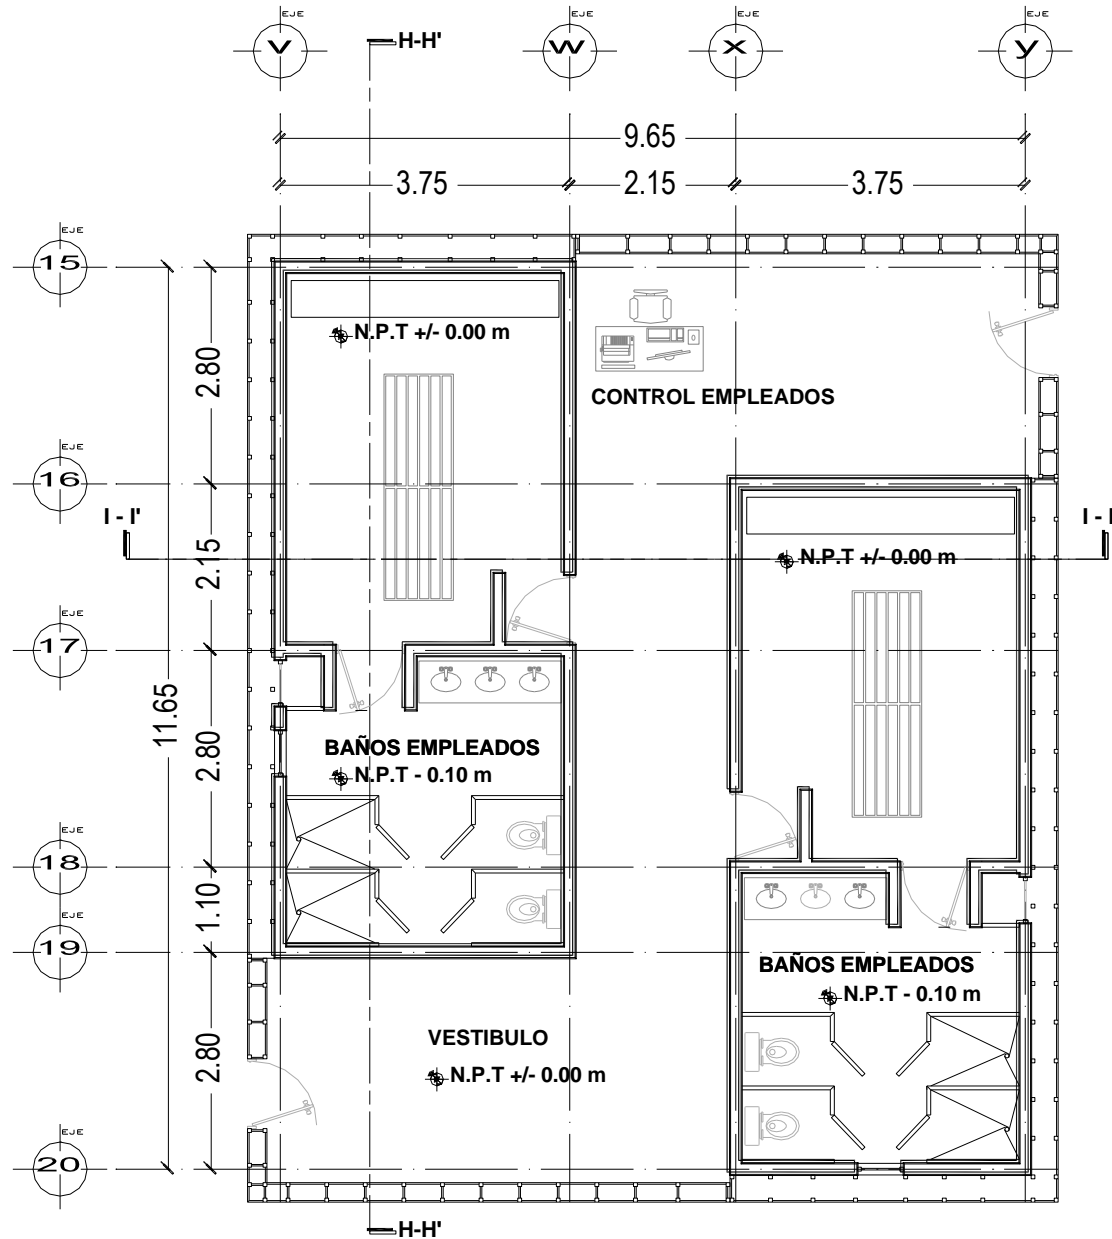 EJE EJE EJE EJE
V W X y
H-H'
9.65
3.75 2.15 3.75
EJE
15
N.P.T +/- 0.00 m
2.80
CONTROL EMPLEADOS
EJE
16
I - I'
I - I
2.15
N.P.T +/- 0.00 m
EJE
17
11.65
2.80
BAÑOS EMPLEADOS
N.P.T - 0.10 m
EJE
18
1.10
EJE
19
BAÑOS EMPLEADOS
N.P.T - 0.10 m
VESTIBULO
N.P.T +/- 0.00 m
2.80
EJE
20
H-H'